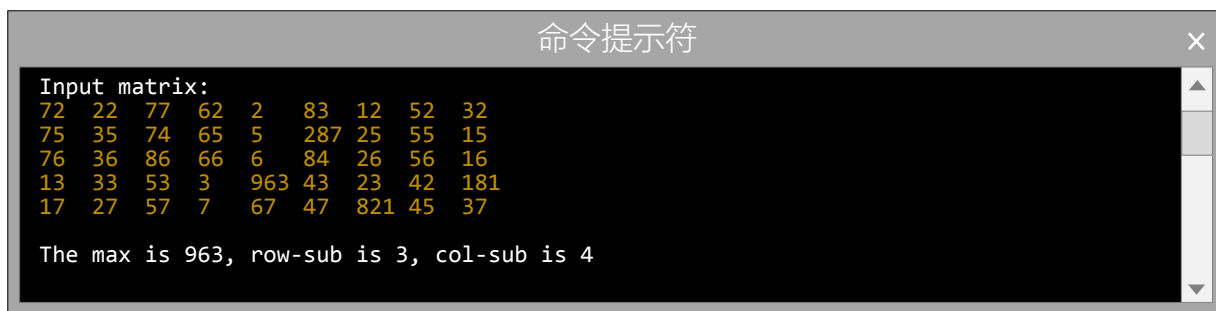 命令提示符
Input matrix:
72 22 77 62 2 83 12 52 32
75 35 74 65 5 287 25 55 15
76 36 86 66 6 84 26 56 16
13 33 53 3 963 43 23 42 181
17 27 57 7 67 47 821 45 37
The max is 963, row-sub is 3, col-sub is 4